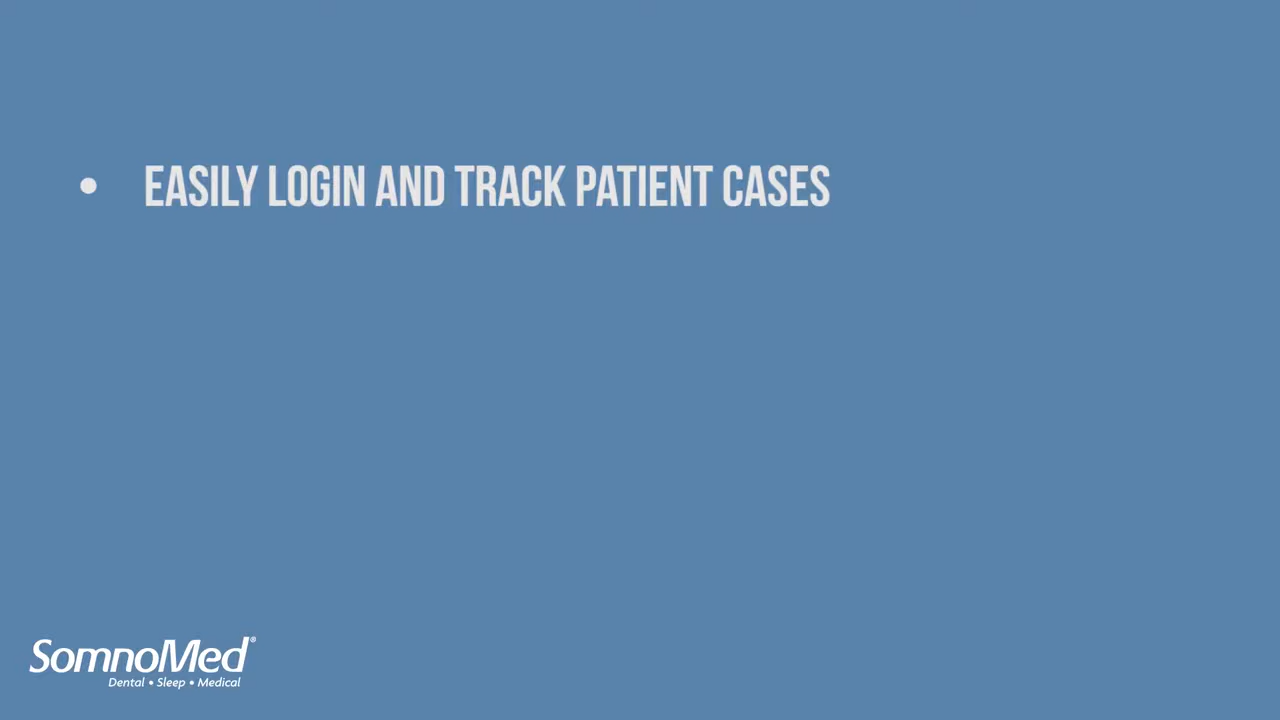 • EASILY LOGIN AND TRACK PATIENT CASES
SomnoMed®
Dental • Sleep • Medical